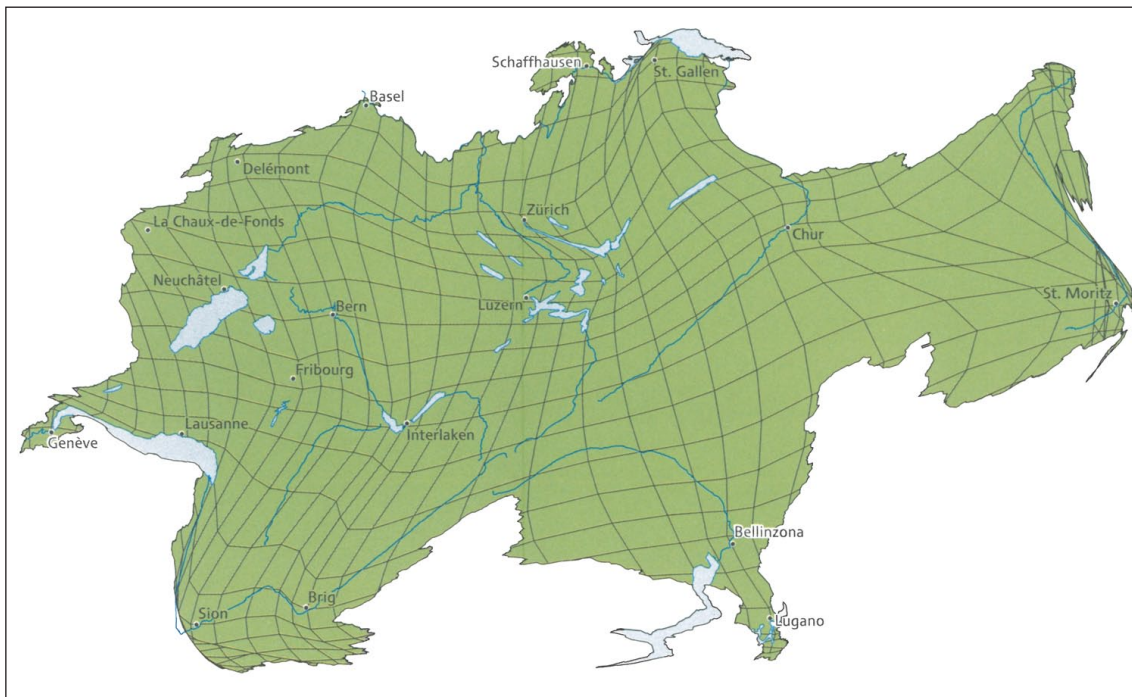 Schaffhausen
St. Gallen
Basel
Delémont
La Chaux-de-Fonds
Zürich
Chur
Neuchâtel
Bern
Luzern
St. Moritz
Fribourg
Lausanne
Genève
Interlaken
Bellinzona
Brig
Sion
Lugano